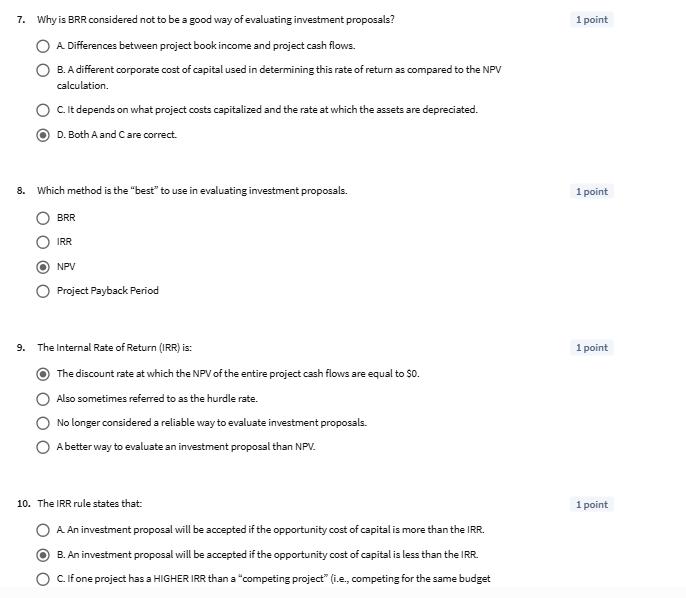 7. Why is BRR considered not to be a good way of evaluating investment proposals? 1 point
A. Differences between project book income and project cash flows.
B. A different corporate cost of capital used in determining this rate of return as compared to the NPV
calculation.
C. It depends on what project costs capitalized and the rate at which the assets are depreciated.
D. Both A and C are correct.
8. Which method is the “best” to use in evaluating investment proposals. 1 point
BRR
IRR
NPV
Project Payback Period
9. The Internal Rate of Return (IRR) is: 1 point
The discount rate at which the NPV of the entire project cash flows are equal to $0.
Also sometimes referred to as the hurdle rate.
No longer considered a reliable way to evaluate investment proposals.
A better way to evaluate an investment proposal than NPV.
10. The IRR rule states that: 1 point
A. An investment proposal will be accepted if the opportunity cost of capital is more than the IRR.
B. An investment proposal will be accepted if the opportunity cost of capital is less than the IRR.
C. If one project has a HIGHER IRR than a “competing project” (i.e., competing for the same budget